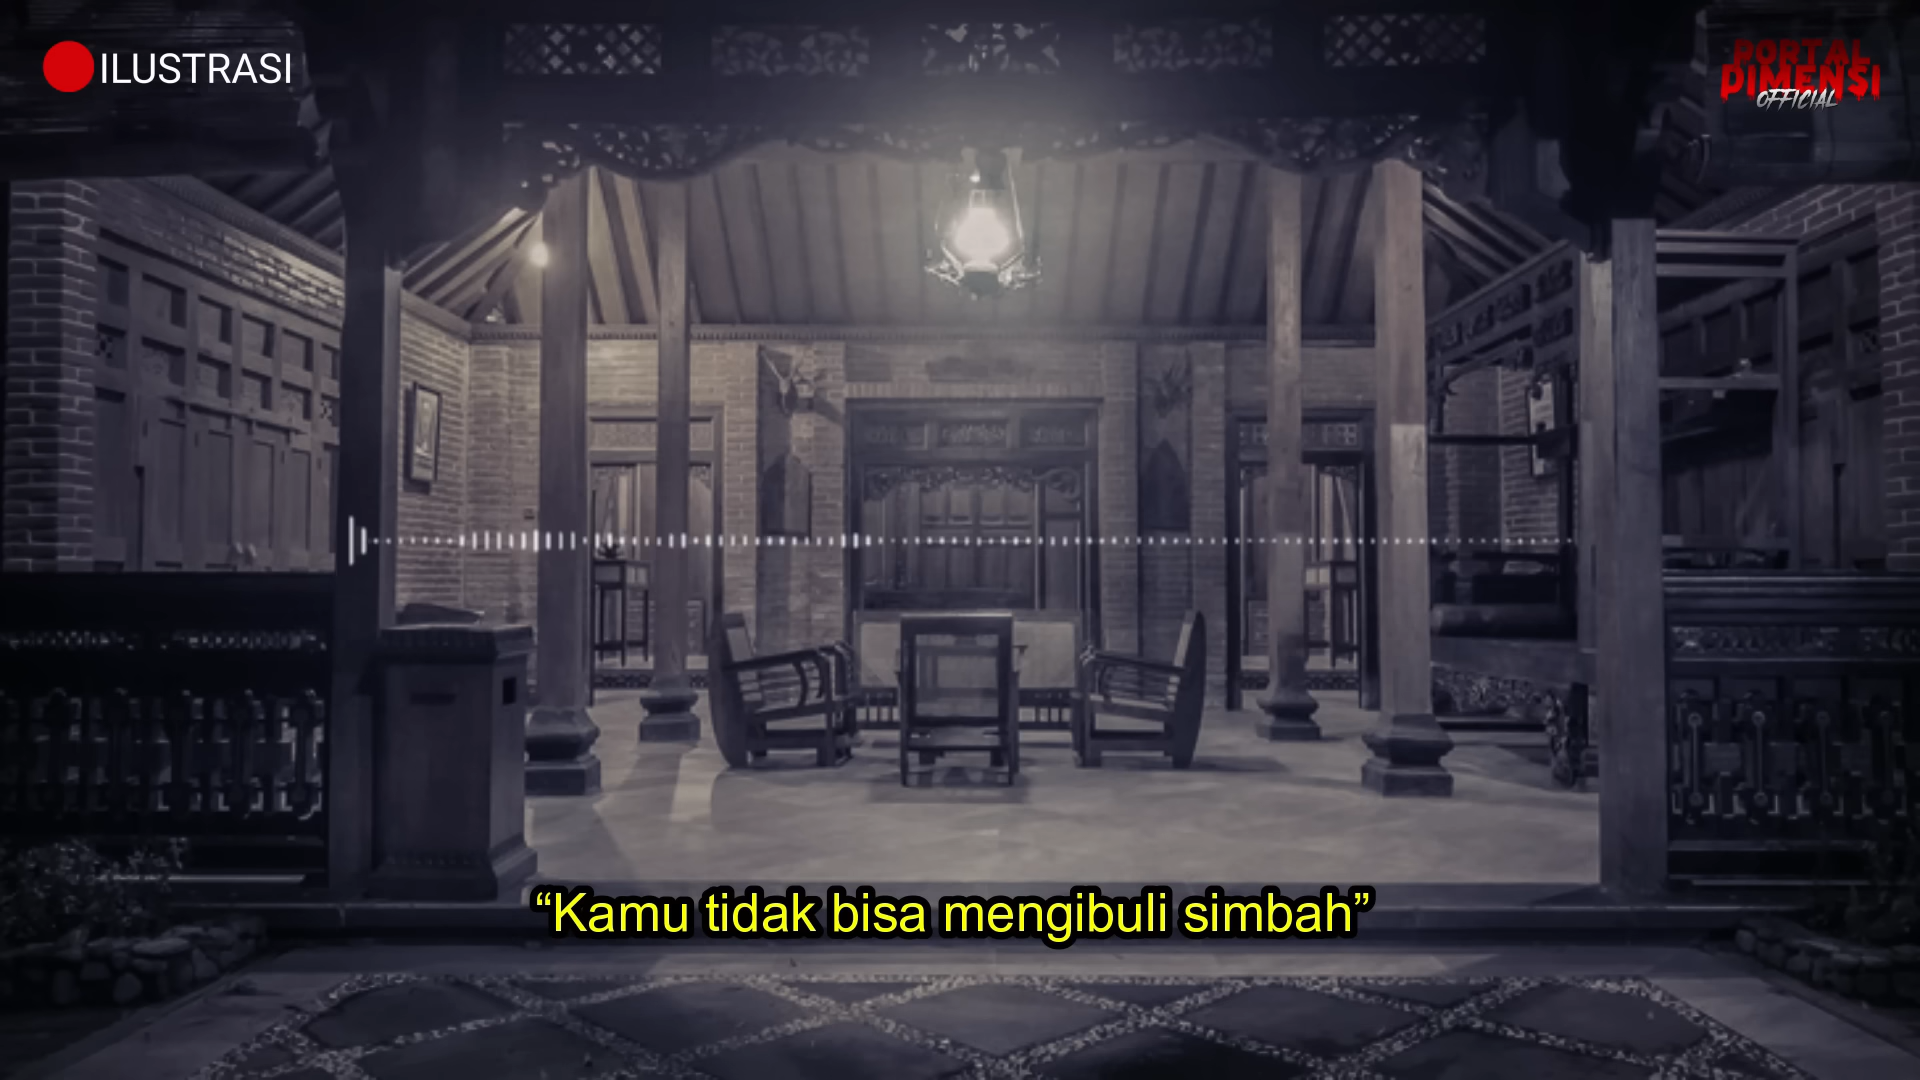 ILUSTRASI
PORTAL
DIMENSI
OFFICIAL
“Kamu tidak bisa mengibuli simbah”